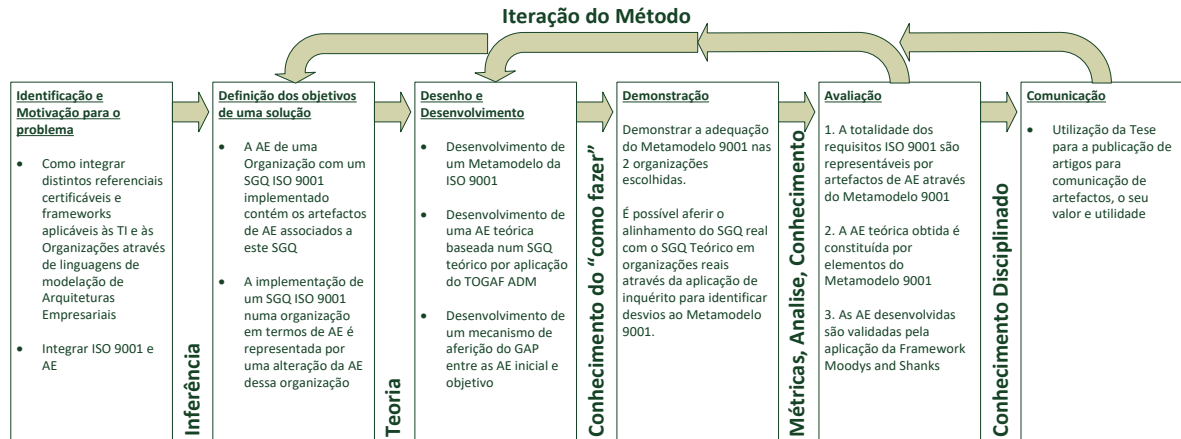 Iteração do Método
Identificação e
Motivação para o
problema
• Como integrar
distintos referenciais
certificáveis e
frameworks
aplicáveis às TI e às
Organizações através
de linguagens de
modelação de
Arquiteturas
Empresariais
• Integrar ISO 9001 e
AE
Inferência
Definição dos objetivos
de uma solução
• A AE de uma
Organização com um
SGQ ISO 9001
implementado
contém os artefactos
de AE associados a
este SGQ
• A implementação de
um SGQ ISO 9001
numa organização
em termos de AE é
representada por
uma alteração da AE
dessa organização
Teoria
Desenho e
Desenvolvimento
• Desenvolvimento de
um Metamodelo da
ISO 9001
• Desenvolvimento de
uma AE teórica
baseada num SGQ
teórico por aplicação
do TOGAF ADM
• Desenvolvimento de
um mecanismo de
aferição do GAP
entre as AE inicial e
objetivo
Conhecimento do “como fazer”
Demonstração
Demonstrar a adequação
do Metamodelo 9001 nas
2 organizações
escolhidas.
É possível aferir o
alinhamento do SGQ real
com o SGQ Teórico em
organizações reais
através da aplicação de
inquérito para identificar
desvios ao Metamodelo
9001.
Métricas, Analise, Conhecimento
Avaliação
1. A totalidade dos
requisitos ISO 9001 são
representáveis por
artefactos de AE através
do Metamodelo 9001
2. A AE teórica obtida é
constituída por
elementos do
Metamodelo 9001
3. As AE desenvolvidas
são validadas pela
aplicação da Framework
Moodys and Shanks
Conhecimento Disciplinado
Comunicação
• Utilização da Tese
para a publicação de
artigos para
comunicação de
artefactos, o seu
valor e utilidade